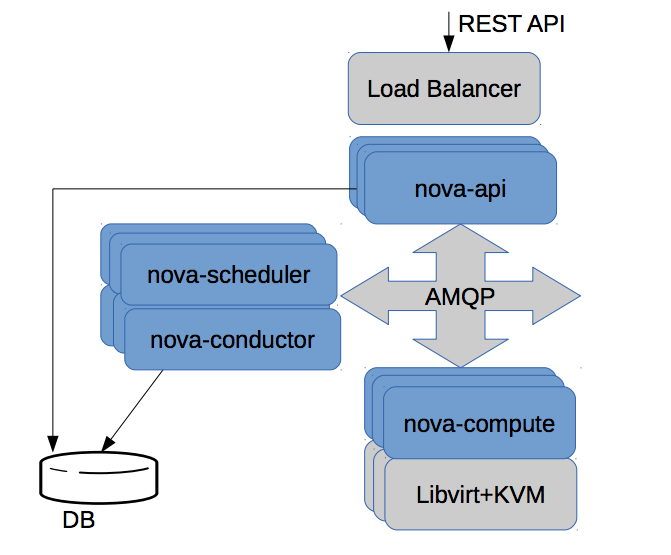 REST API
Load Balancer
nova-api
nova-scheduler
AMQP
nova-conductor
nova-compute
Libvirt+KVM
DB